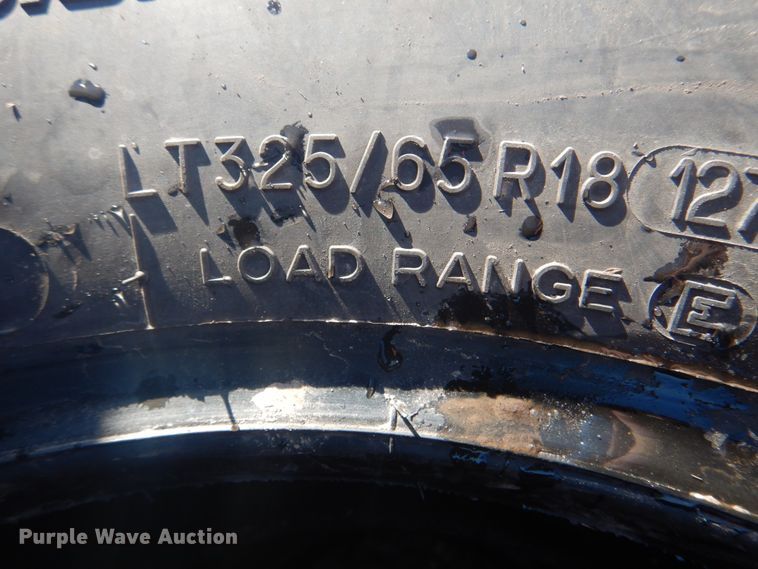 LT325/65R18 127
LOAD RANGE E
Purple Wave Auction